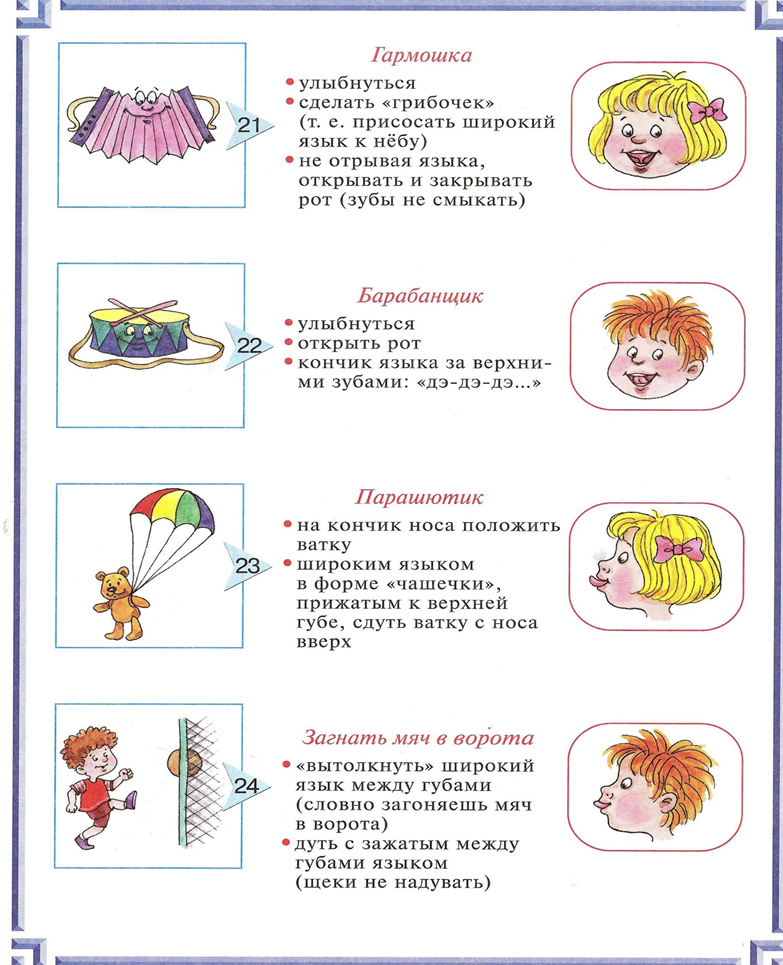 Гармошка
• улыбнуться
• сделать «грибочек»
(т. е. присосать широкий
язык к нёбу)
• не отрывая языка,
открывать и закрывать
рот (зубы не смыкать)
21
Барабанщик
• улыбнуться
• открыть рот
• кончик языка за верхни-
ми зубами: «дэ-дэ-дэ...»
22
Парашютик
• на кончик носа положить
ватку
• широким языком
в форме «чашечки»,
прижатым к верхней
губе, сдуть ватку с носа
вверх
23
Загнать мяч в ворота
• «вытолкнуть» широкий
язык между губами
(словно загоняешь мяч
в ворота)
• дуть с зажатым между
губами языком
(щеки не надувать)
24